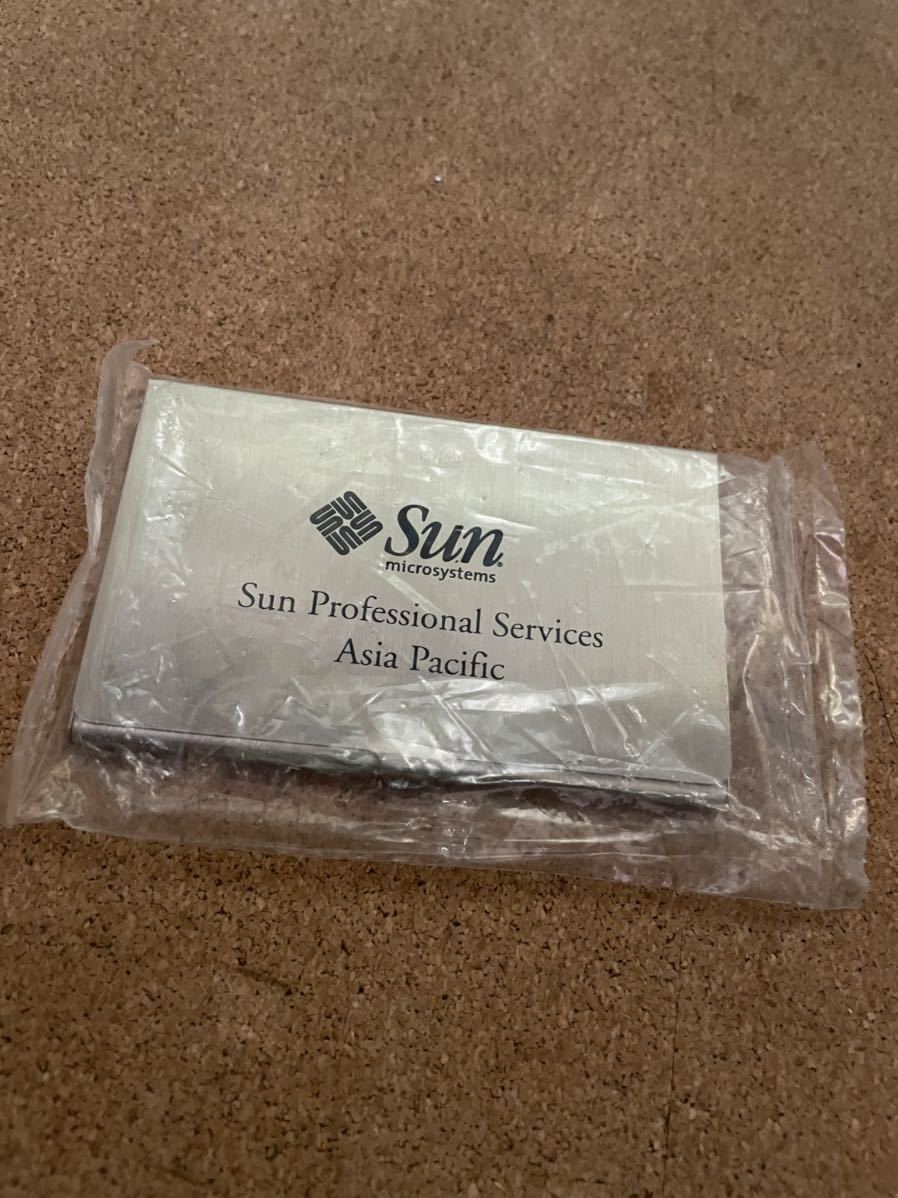 Sun
microsystems
Sun Professional Services
Asia Pacific